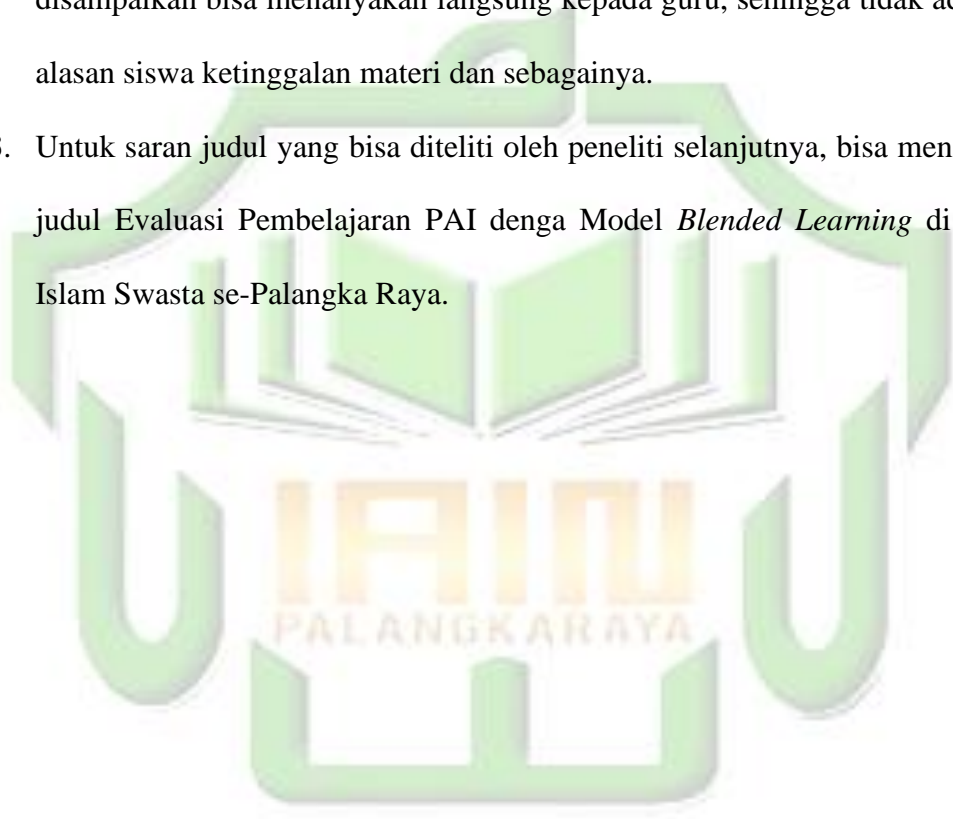 disampaikan bisa menanyakan langsung kepada guru, sehingga tidak
alasan siswa ketinggalan materi dan sebagainya.
Untuk saran judul yang bisa diteliti oleh peneliti selanjutnya, bisa
judul Evaluasi Pembelajaran PAI denga Model Blended Learning di
Islam Swasta se-Palangka Raya.
IAIN
PALANGKARAYA